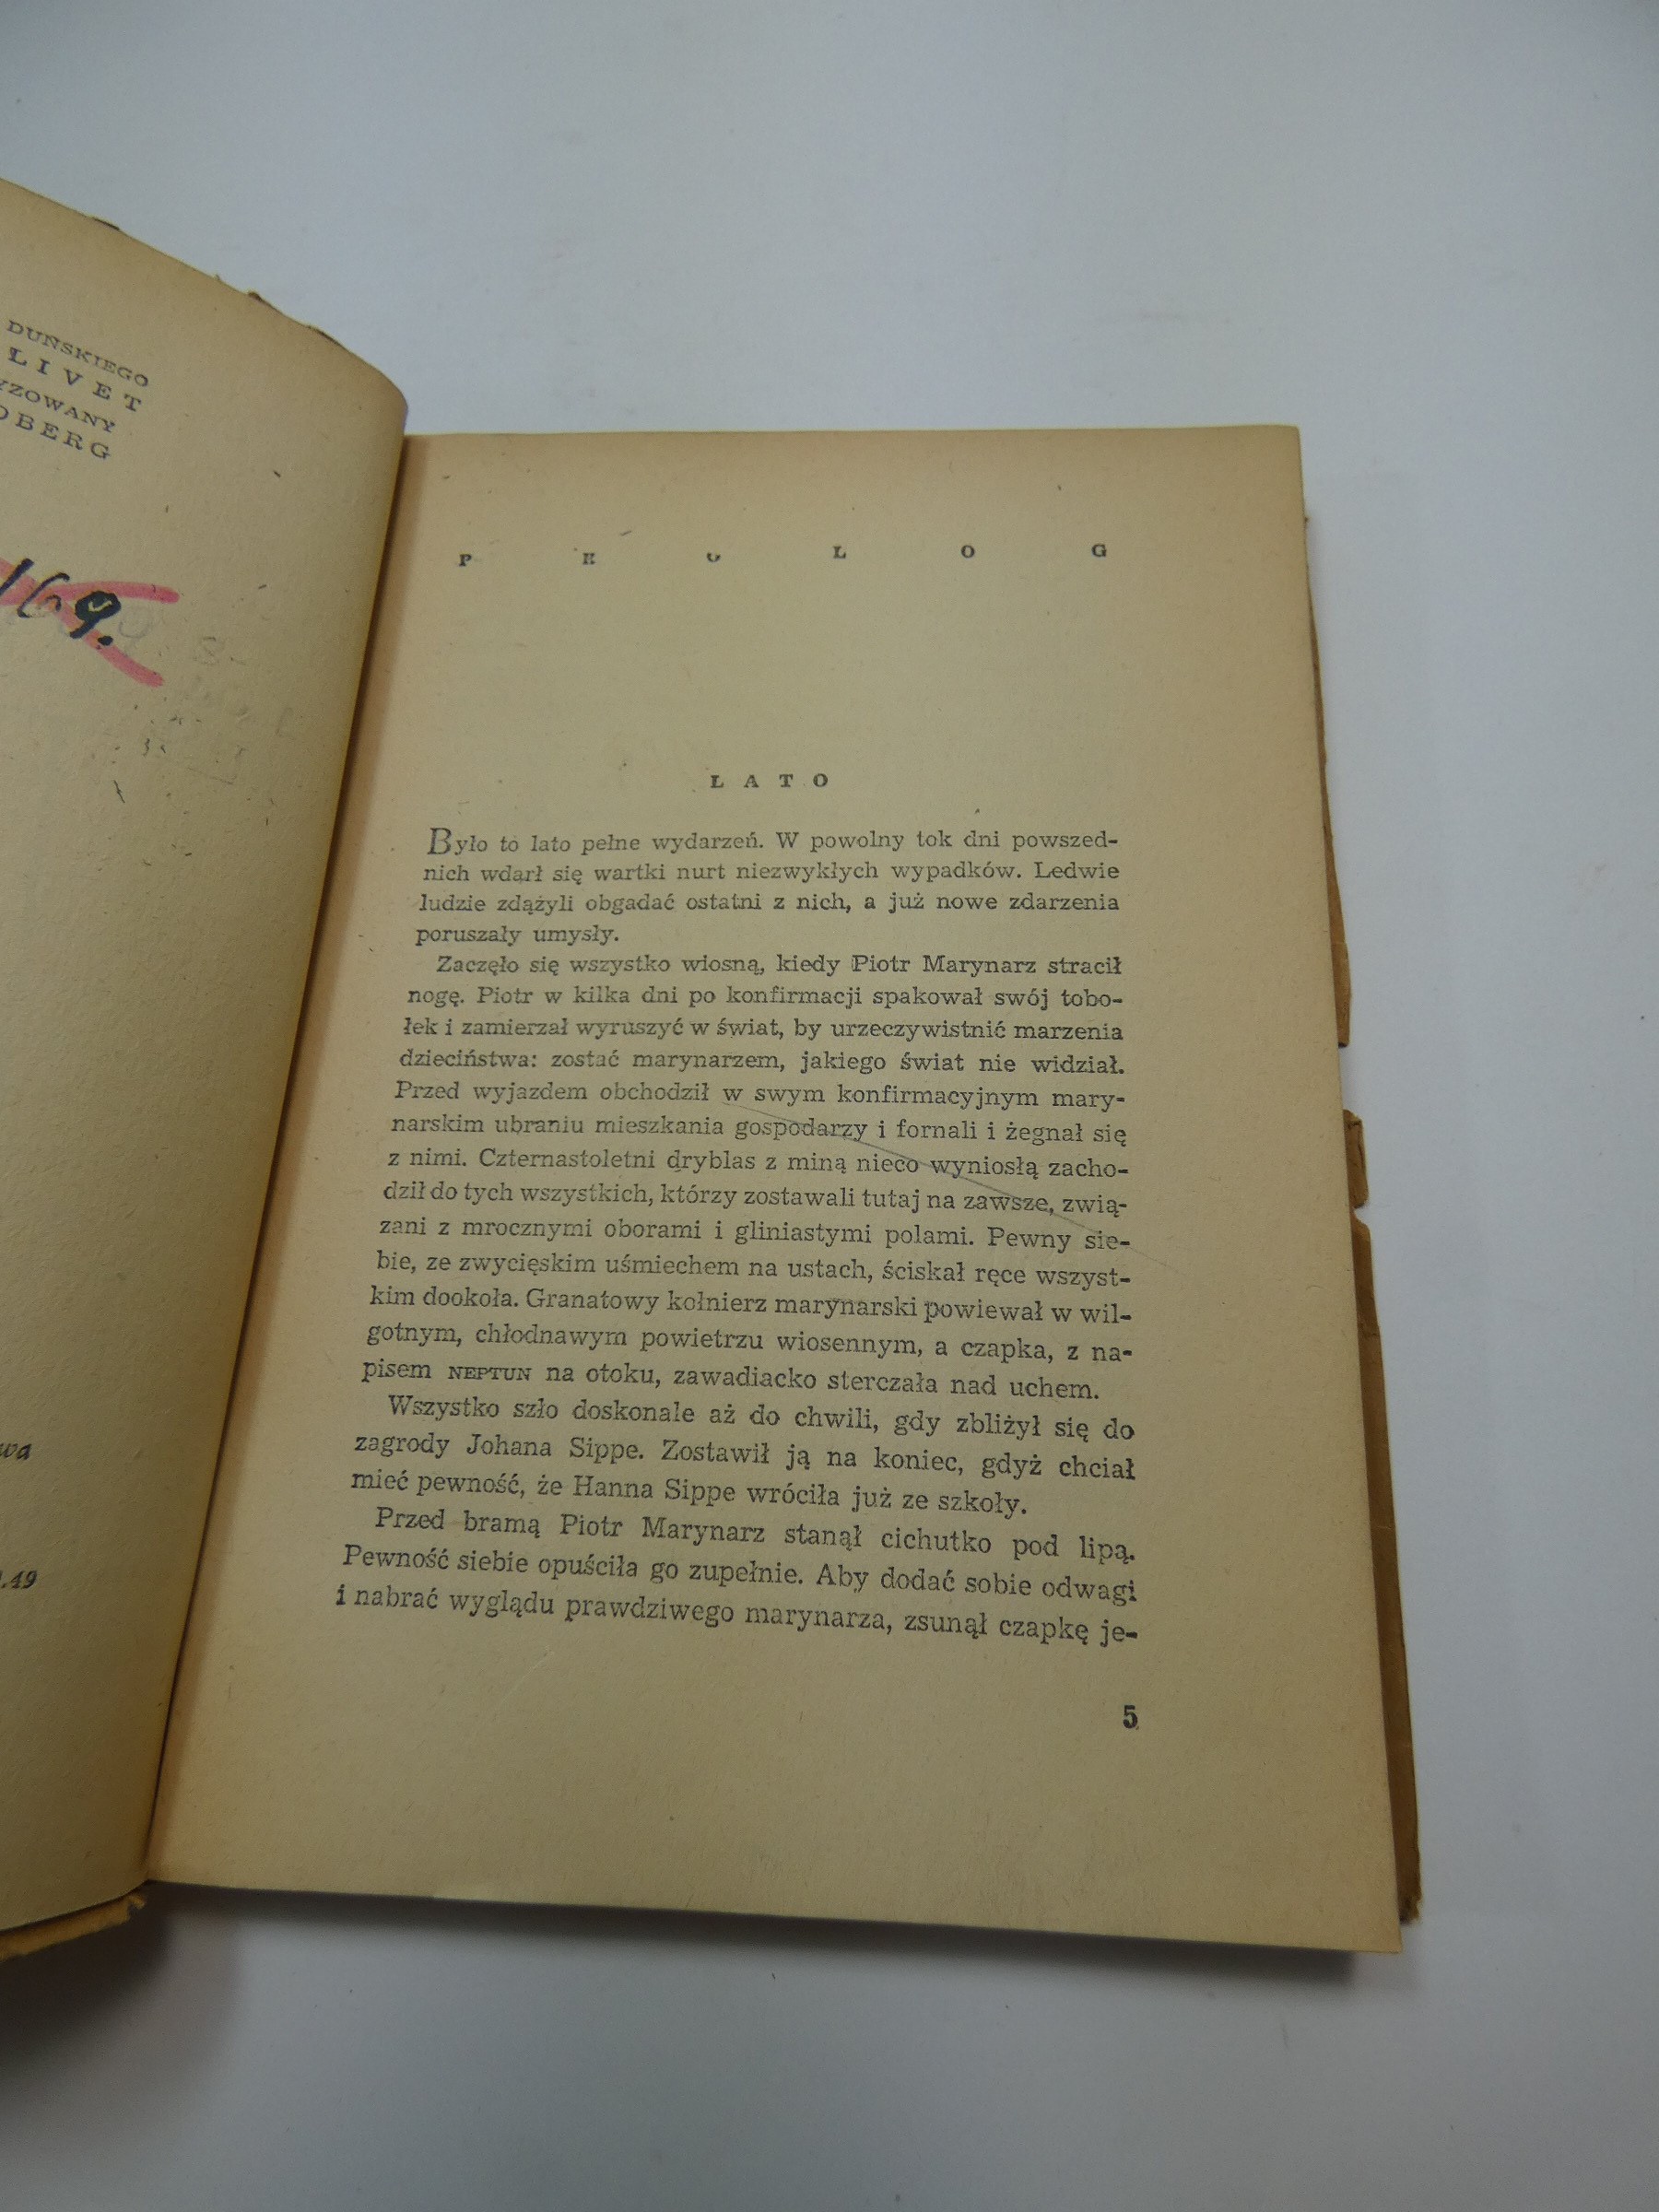 DUŃSKIEGO
LIVET
YZOWANY
OBERG
169.
wa
.49
PROLOG
LATO
Było to lato pełne wydarzeń. W powolny tok dni powszed-
nich wdarł się wartki nurt niezwykłych wypadków. Ledwie
ludzie zdążyli obgadać ostatni z nich, a już nowe zdarzenia
poruszały umysły.
Zaczęło się wszystko wiosną, kiedy Piotr Marynarz stracił
nogę. Piotr w kilka dni po konfirmacji spakował swój tobo-
łek i zamierzał wyruszyć w świat, by urzeczywistnić marzenia
dzieciństwa: zostać marynarzem, jakiego świat nie widział.
Przed wyjazdem obchodził w swym konfirmacyjnym mary-
narskim ubraniu mieszkania gospodarzy i fornali i żegnał się
z nimi. Czternastoletni dryblas z miną nieco wyniosłą zacho-
dził do tych wszystkich, którzy zostawali tutaj na zawsze, zwią-
zani z mrocznymi oborami i gliniastymi polami. Pewny sie-
bie, ze zwycięskim uśmiechem na ustach, ściskał ręce wszyst-
kim dookoła. Granatowy kołnierz marynarski powiewał w wil-
gotnym, chłodnawym powietrzu wiosennym, a czapka, z na-
pisem NEPTUN na otoku, zawadiacko sterczała nad uchem.
Wszystko szło doskonale aż do chwili, gdy zbliżył się do
zagrody Johana Sippe. Zostawił ją na koniec, gdyż chciał
mieć pewność, że Hanna Sippe wróciła już ze szkoły.
Przed bramą Piotr Marynarz stanął cichutko pod lipą.
Pewność siebie opuściła go zupełnie. Aby dodać sobie odwagi
i nabrać wyglądu prawdziwego marynarza, zsunął czapkę je-
5